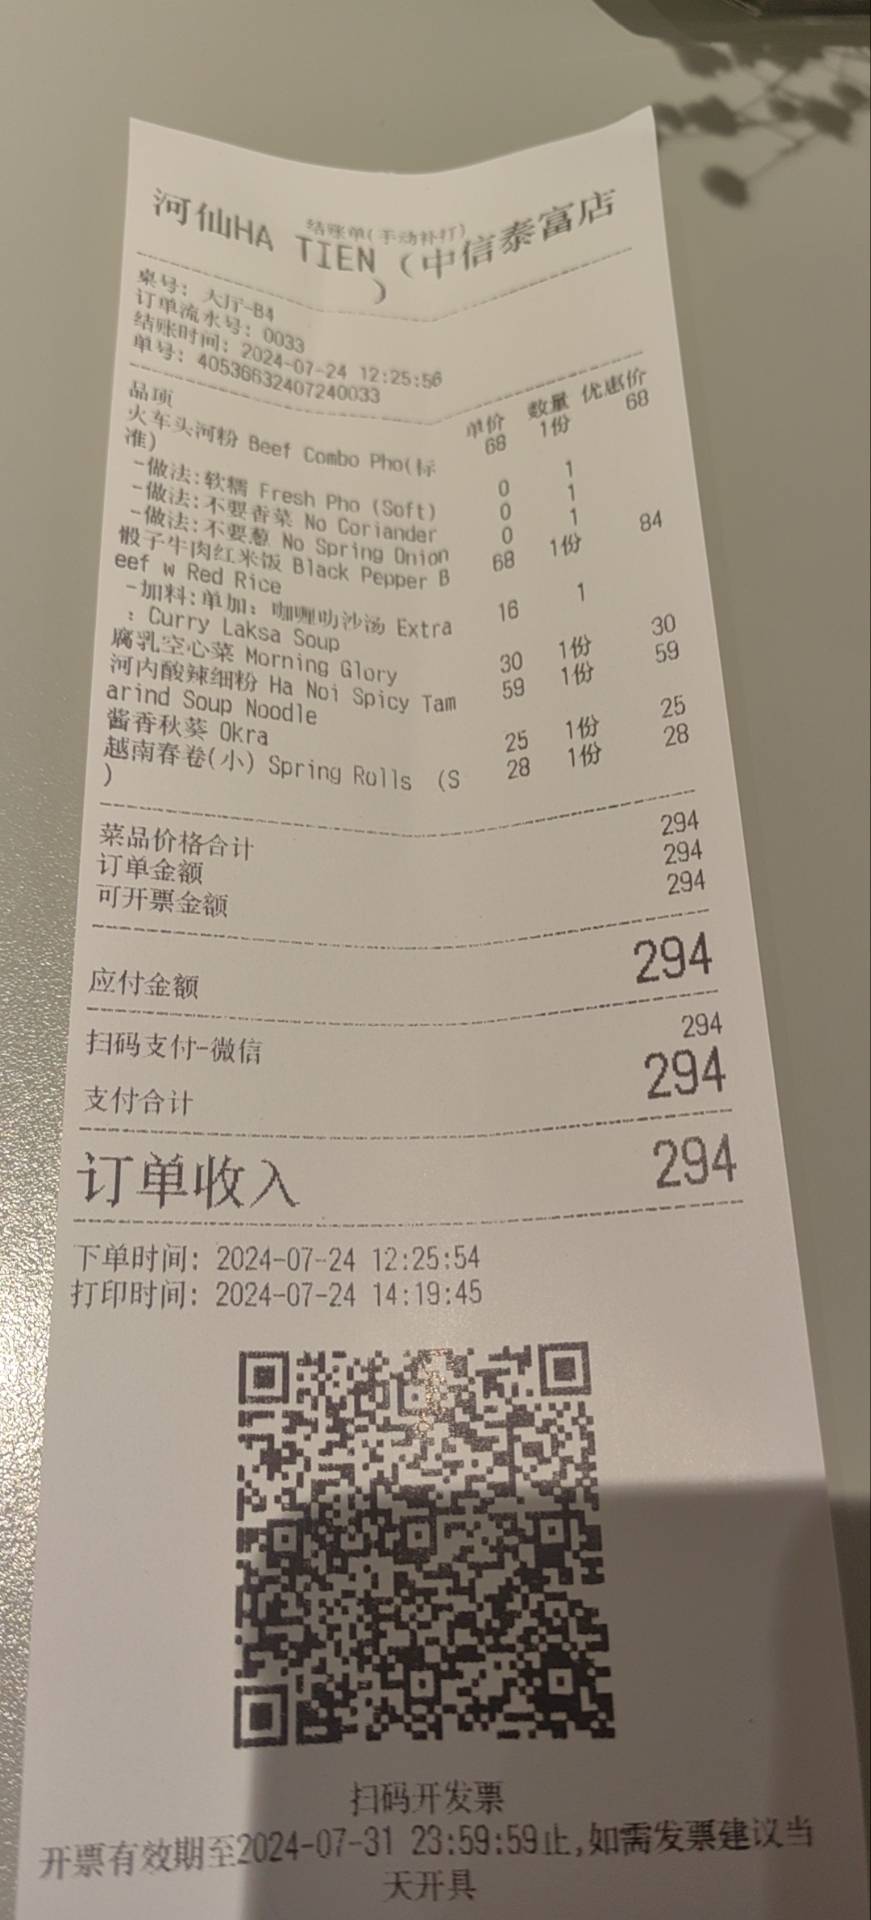 结账单(手动补打)
河仙HA TIEN (中信泰富店
)
桌号: 大厅-B4
订单流水号: 0033
结账时间: 2024-07-24 12:25:56
单号: 40536632407240033
品项 单价 数量 优惠价
火车头河粉 Beef Combo Pho(标 68 1份 68
准)
-做法:软糯 Fresh Pho (Soft) 0 1
-做法:不要香菜 No Coriander 0 1
-做法:不要葱 No Spring Onion 0 1
骰子牛肉红米饭 Black Pepper B 68 1份 84
eef w Red Rice
-加料:单加: 咖喱叻沙汤 Extra 16 1
: Curry Laksa Soup
腐乳空心菜 Morning Glory 30 1份 30
河内酸辣细粉 Ha Noi Spicy Tam 59 1份 59
arind Soup Noodle
酱香秋葵 Okra 25 1份 25
越南春卷(小) Spring Rolls (S 28 1份 28
)
菜品价格合计 294
订单金额 294
可开票金额 294
应付金额 294
扫码支付-微信 294
支付合计 294
订单收入 294
下单时间: 2024-07-24 12:25:54
打印时间: 2024-07-24 14:19:45
扫码开发票
开票有效期至2024-07-31 23:59:59止,如需发票建议当
天开具